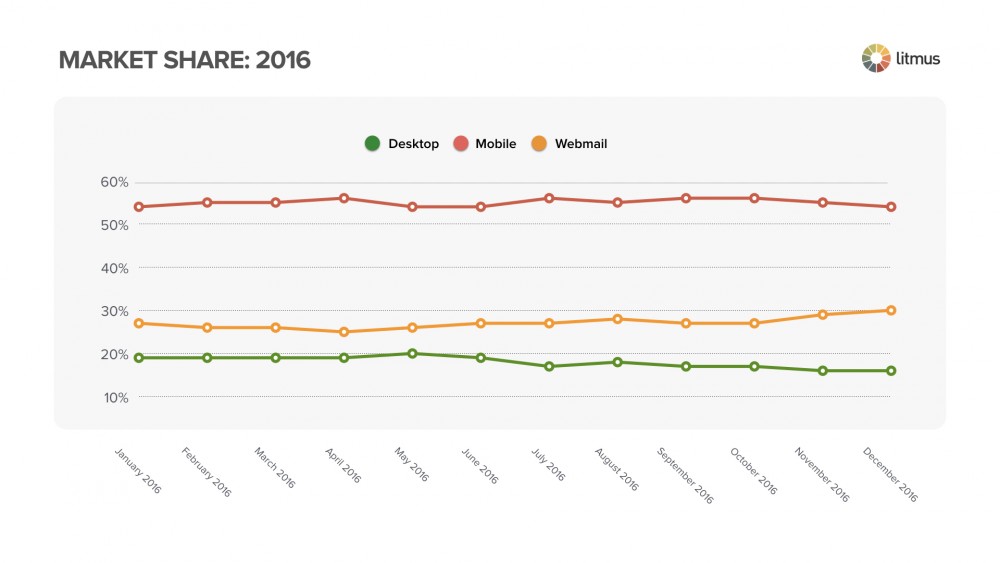 MARKET SHARE: 2016
litmus
Desktop Mobile Webmail
60%
50%
40%
30%
20%
10%
January 2016
February 2016
March 2016
April 2016
May 2016
June 2016
July 2016
August 2016
September 2016
October 2016
November 2016
December 2016